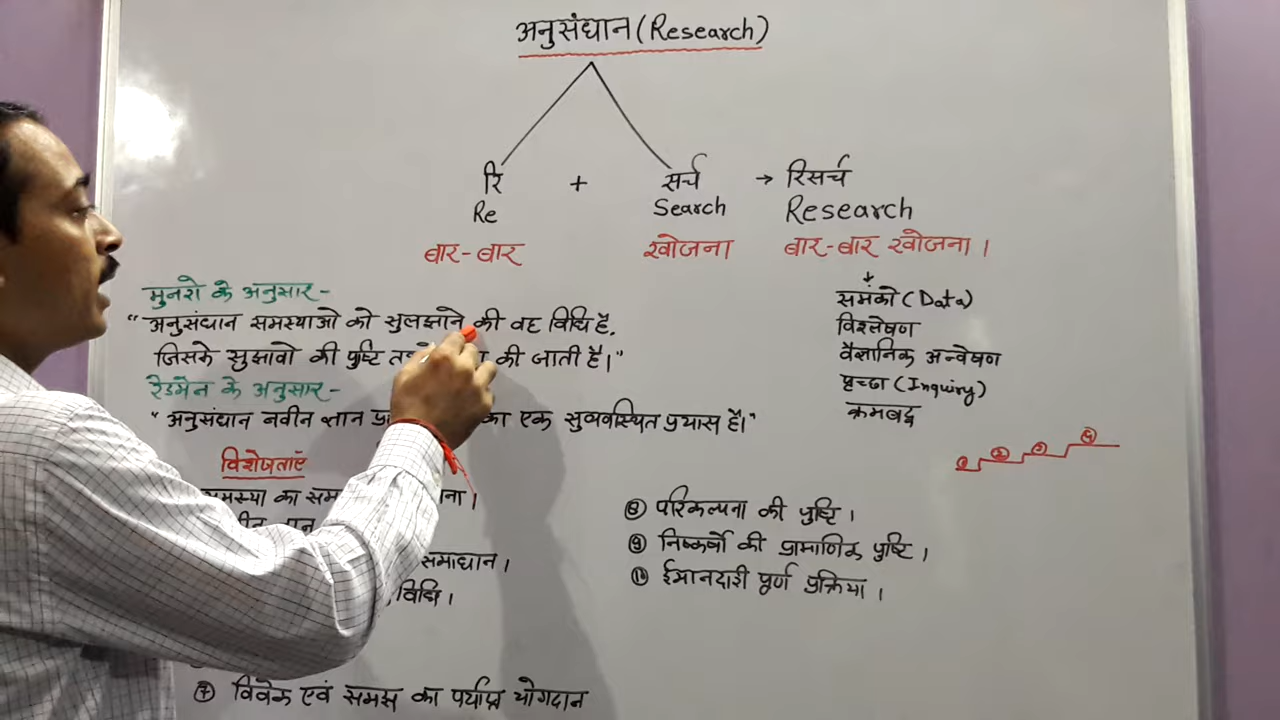 अनुसंधान (Research)
रि + सर्च → रिसर्च
Re Search Research
बार-बार खोजना बार-बार खोजना ।
मुनरो के अनुसार -
" अनुसंधान समस्याओ को सुलझाने की वह विधि है,
जिसके सुझावो की पुष्टि की जाती है।"
रेडमेन के अनुसार -
" अनुसंधान नवीन ज्ञान का एक सुव्यवस्थित प्रयास है।"
समंको (Data)
विश्लेषण
वैज्ञानिक अन्वेषण
पृच्छा (Inquiry)
क्रमबद्ध
विशेषताएं
समस्या का
समाधान ।
विधि ।
⑦ विवेक एवं समझ का पर्याप्त योगदान
⑧ परिकल्पना की पुष्टि ।
⑨ निष्कर्षो की प्रामाणिक पुष्टि ।
⑩ ईमानदारी पूर्ण प्रक्रिया ।